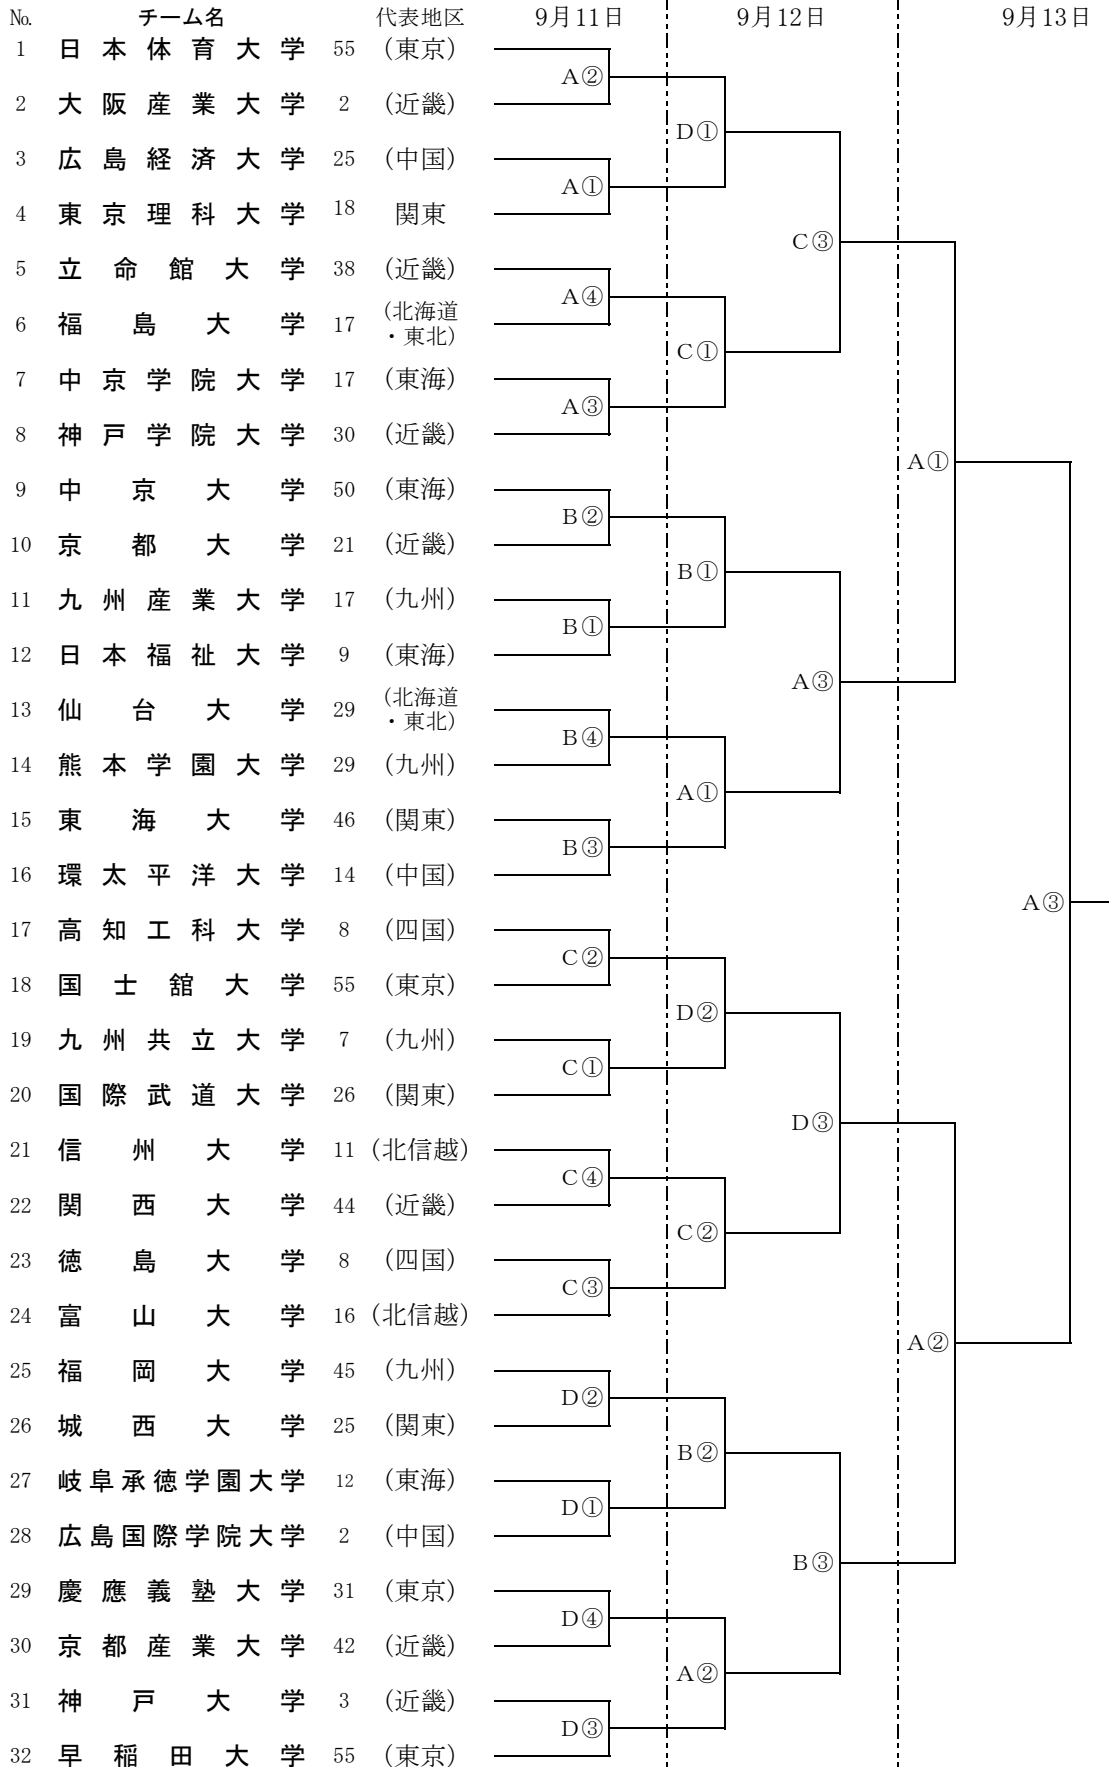 № チーム名 代表地区 9月11日 9月12日 9月13日
1 日本体育大学 55 (東京)
A②
2 大阪産業大学 2 (近畿)
D①
3 広島経済大学 25 (中国)
A①
4 東京理科大学 18 関東
C③
5 立命館大学 38 (近畿)
A④
6 福島大学 17 (北海道
・東北)
C①
7 中京学院大学 17 (東海)
A③
8 神戸学院大学 30 (近畿)
A①
9 中京大学 50 (東海)
B②
10 京都大学 21 (近畿)
B①
11 九州産業大学 17 (九州)
B①
12 日本福祉大学 9 (東海)
A③
13 仙台大学 29 (北海道
・東北)
B④
14 熊本学園大学 29 (九州)
A①
15 東海大学 46 (関東)
B③
16 環太平洋大学 14 (中国)
A③
17 高知工科大学 8 (四国)
C②
18 国士舘大学 55 (東京)
D②
19 九州共立大学 7 (九州)
C①
20 国際武道大学 26 (関東)
D③
21 信州大学 11 (北信越)
C④
22 関西大学 44 (近畿)
C②
23 徳島大学 8 (四国)
C③
24 富山大学 16 (北信越)
A②
25 福岡大学 45 (九州)
D②
26 城西大学 25 (関東)
B②
27 岐阜承徳学園大学 12 (東海)
D①
28 広島国際学院大学 2 (中国)
B③
29 慶應義塾大学 31 (東京)
D④
30 京都産業大学 42 (近畿)
A②
31 神戸大学 3 (近畿)
D③
32 早稲田大学 55 (東京)